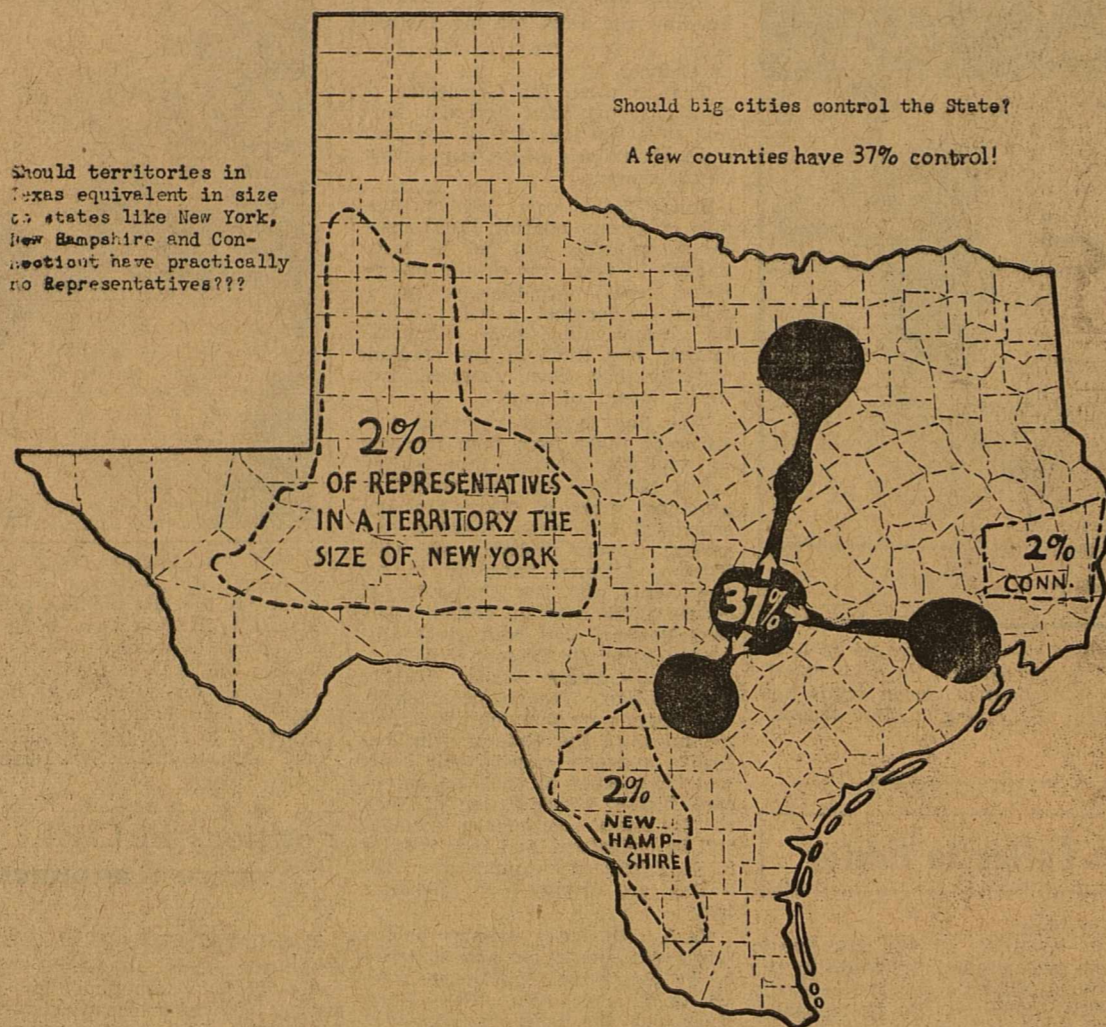 Should big cities control the State?
A few counties have 37% control!
Should territories in
Texas equivalent in size
states like New York,
New Hampshire and Con-
necticut have practically
no Representatives???
2%
OF REPRESENTATIVES
IN A TERRITORY THE
SIZE OF NEW YORK
2%
CONN.
37%
2%
NEW
HAMP-
SHIRE